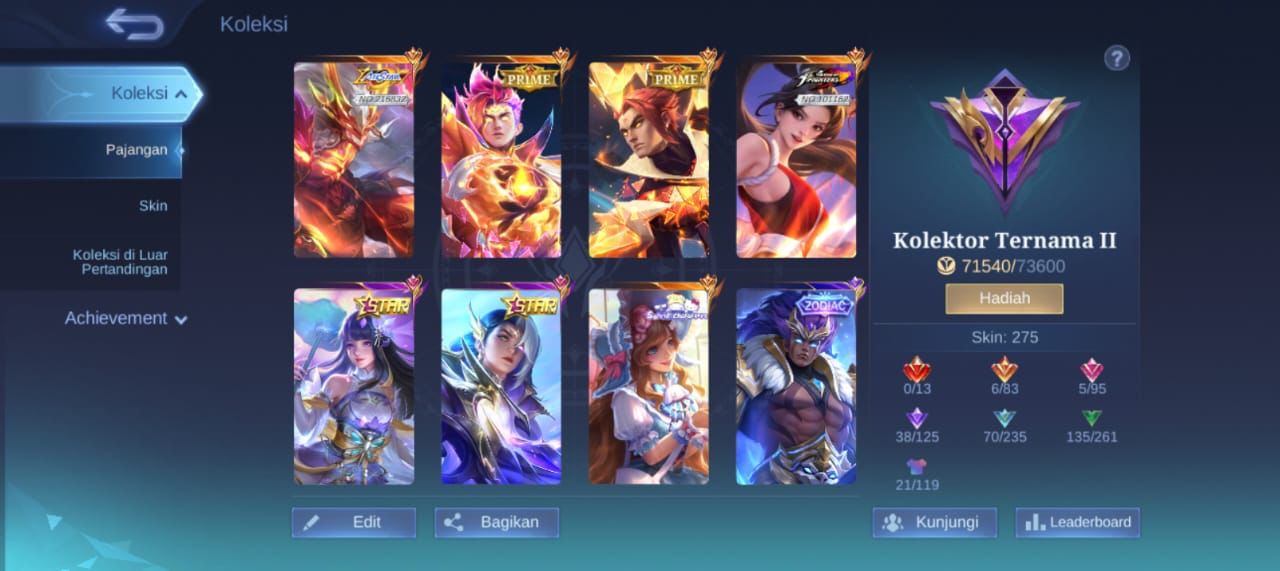 Koleksi
Koleksi
Pajangan
Skin
Koleksi di Luar
Pertandingan
Achievement
ALLSTAR
NO.216832
PRIME
PRIME
FIGHTERS
NO.101162
STAR
STAR
ZODIAC
?
Kolektor Ternama II
71540/73600
Hadiah
Skin: 275
0/13
6/83
5/95
38/125
70/235
135/261
21/119
Edit
Bagikan
Kunjungi
Leaderboard